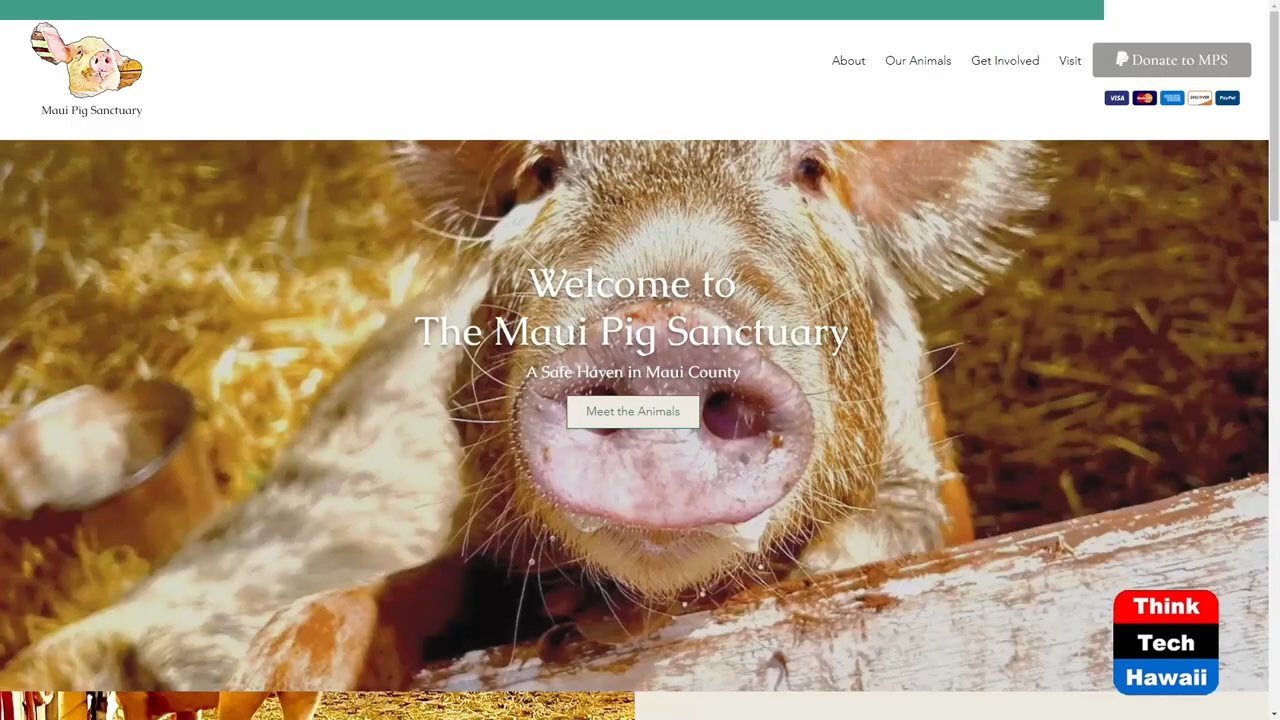 Maui Pig Sanctuary
About
Our Animals
Get Involved
Visit
Donate to MPS
VISA
DISCOVER
PayPal
Welcome to
The Maui Pig Sanctuary
A Safe Haven in Maui County
Meet the Animals
Think
Tech
Hawaii